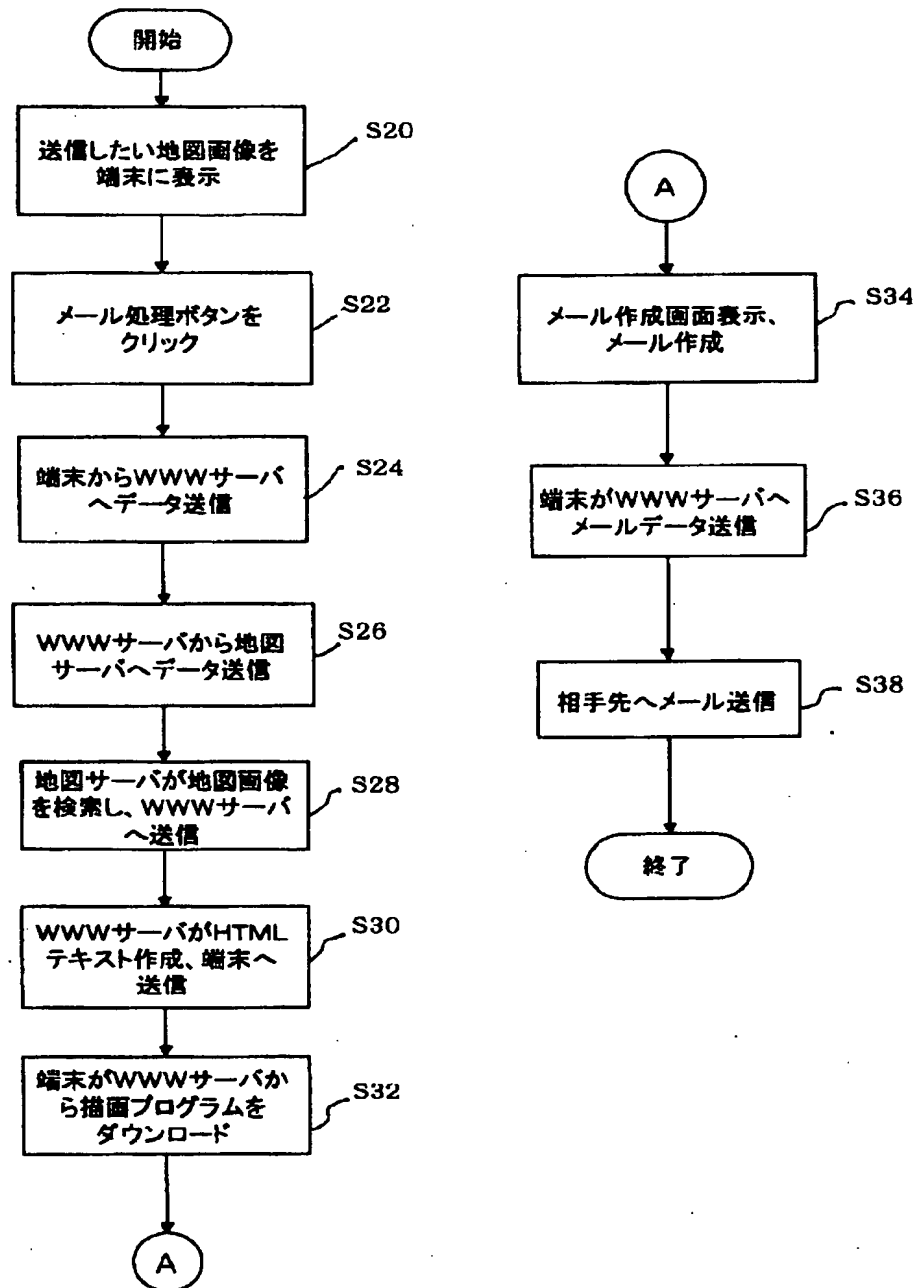 開始
送信したい地図画像を
端末に表示
S20
メール処理ボタンを
クリック
S22
端末からWWWサーバ
へデータ送信
S24
WWWサーバから地図
サーバへデータ送信
S26
地図サーバが地図画像
を検索し、WWWサーバ
へ送信
S28
WWWサーバがHTML
テキスト作成、端末へ
送信
S30
端末がWWWサーバか
ら描画プログラムを
ダウンロード
S32
A
A
メール作成画面表示、
メール作成
S34
端末がWWWサーバへ
メールデータ送信
S36
相手先へメール送信
S38
終了